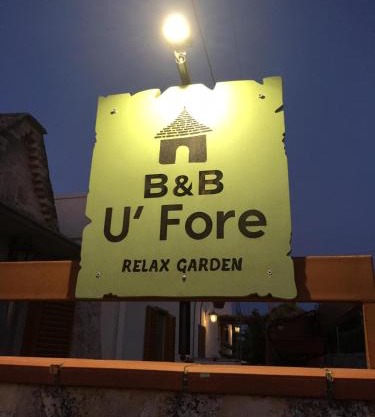 B&B
U' Fore
RELAX GARDEN